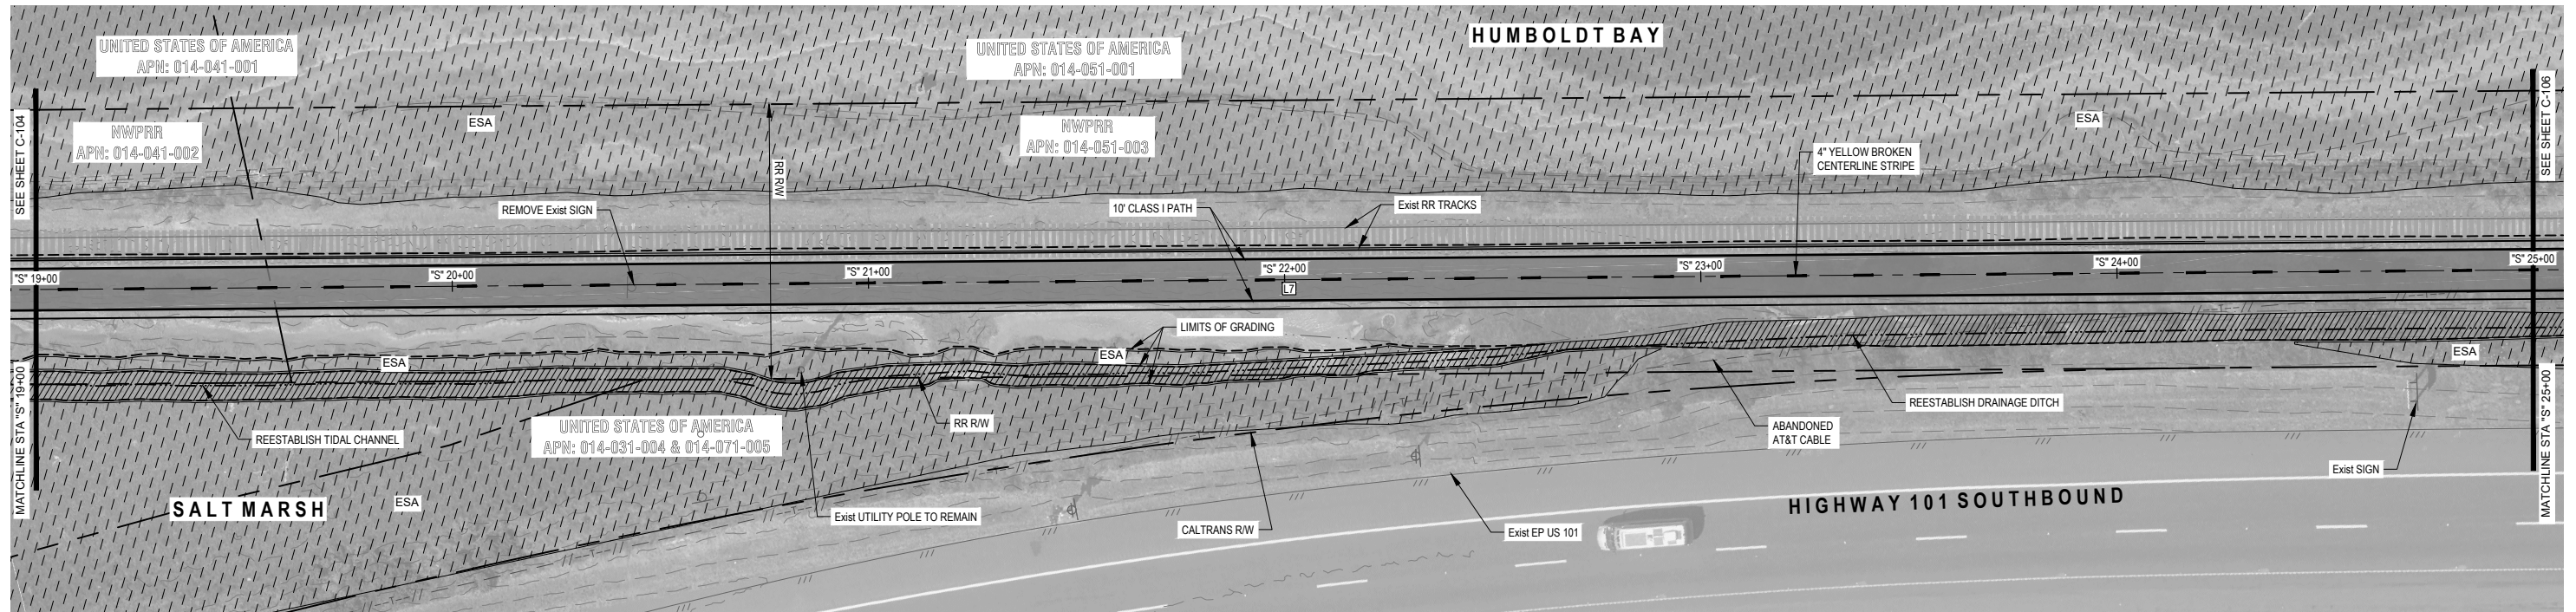 UNITED STATES OF AMERICA
APN: 014-041-001
UNITED STATES OF AMERICA
APN: 014-051-001
HUMBOLDT BAY
SEE SHEET C-104
NWPRR
APN: 014-041-002
ESA
RR R/W
NWPRR
APN: 014-051-003
4" YELLOW BROKEN
CENTERLINE STRIPE
ESA
SEE SHEET C-106
REMOVE Exist SIGN
10' CLASS I PATH
Exist RR TRACKS
"S" 19+00
"S" 20+00
"S" 21+00
"S" 22+00
L7
"S" 23+00
"S" 24+00
"S" 25+00
LIMITS OF GRADING
ESA
ESA
ESA
MATCHLINE STA "S" 19+00
REESTABLISH TIDAL CHANNEL
UNITED STATES OF AMERICA
APN: 014-031-004 & 014-071-005
RR R/W
ABANDONED
AT&T CABLE
REESTABLISH DRAINAGE DITCH
Exist SIGN
MATCHLINE STA "S" 25+00
SALT MARSH
ESA
Exist UTILITY POLE TO REMAIN
CALTRANS R/W
Exist EP US 101
HIGHWAY 101 SOUTHBOUND